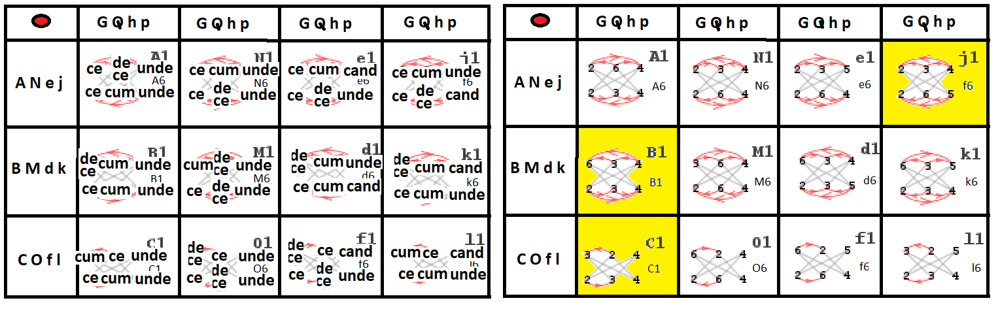 G Q h p
G Q h p
G Q h p
G Q h p
A N e j
A1
de
ce unde
ce
A6
ce cum unde
N1
ce cum unde
N6
de
ce unde
ce
e1
ce cum cand
e6
de
ce unde
ce
j1
ce cum unde
f6
de
ce cand
ce
B M d k
B1
de
cum unde
ce
B1
ce cum unde
M1
de
cum unde
ce
M6
de
ce unde
ce
d1
de
cum unde
ce
d6
ce cum cand
k1
de
cum cand
ce
k6
ce cum unde
C O f l
C1
cum ce unde
C1
ce cum unde
O1
de
ce unde
ce
O6
de
ce unde
ce
f1
de
ce cand
ce
f6
de
ce unde
ce
l1
cum ce cand
l6
ce cum unde
G Q h p
G Q h p
G Q h p
G Q h p
A N e j
A1
2 6 4
A6
2 3 4
N1
2 3 4
N6
2 6 4
e1
2 3 5
e6
2 6 4
j1
2 3 4
f6
2 6 5
B M d k
B1
6 3 4
B1
2 3 4
M1
3 6 4
M6
2 6 4
d1
6 3 4
d6
2 3 5
k1
6 3 5
k6
2 3 4
C O f l
C1
3 2 4
C1
2 3 4
O1
6 2 4
O6
2 6 4
f1
6 2 5
f6
2 6 4
l1
3 2 5
l6
2 3 4